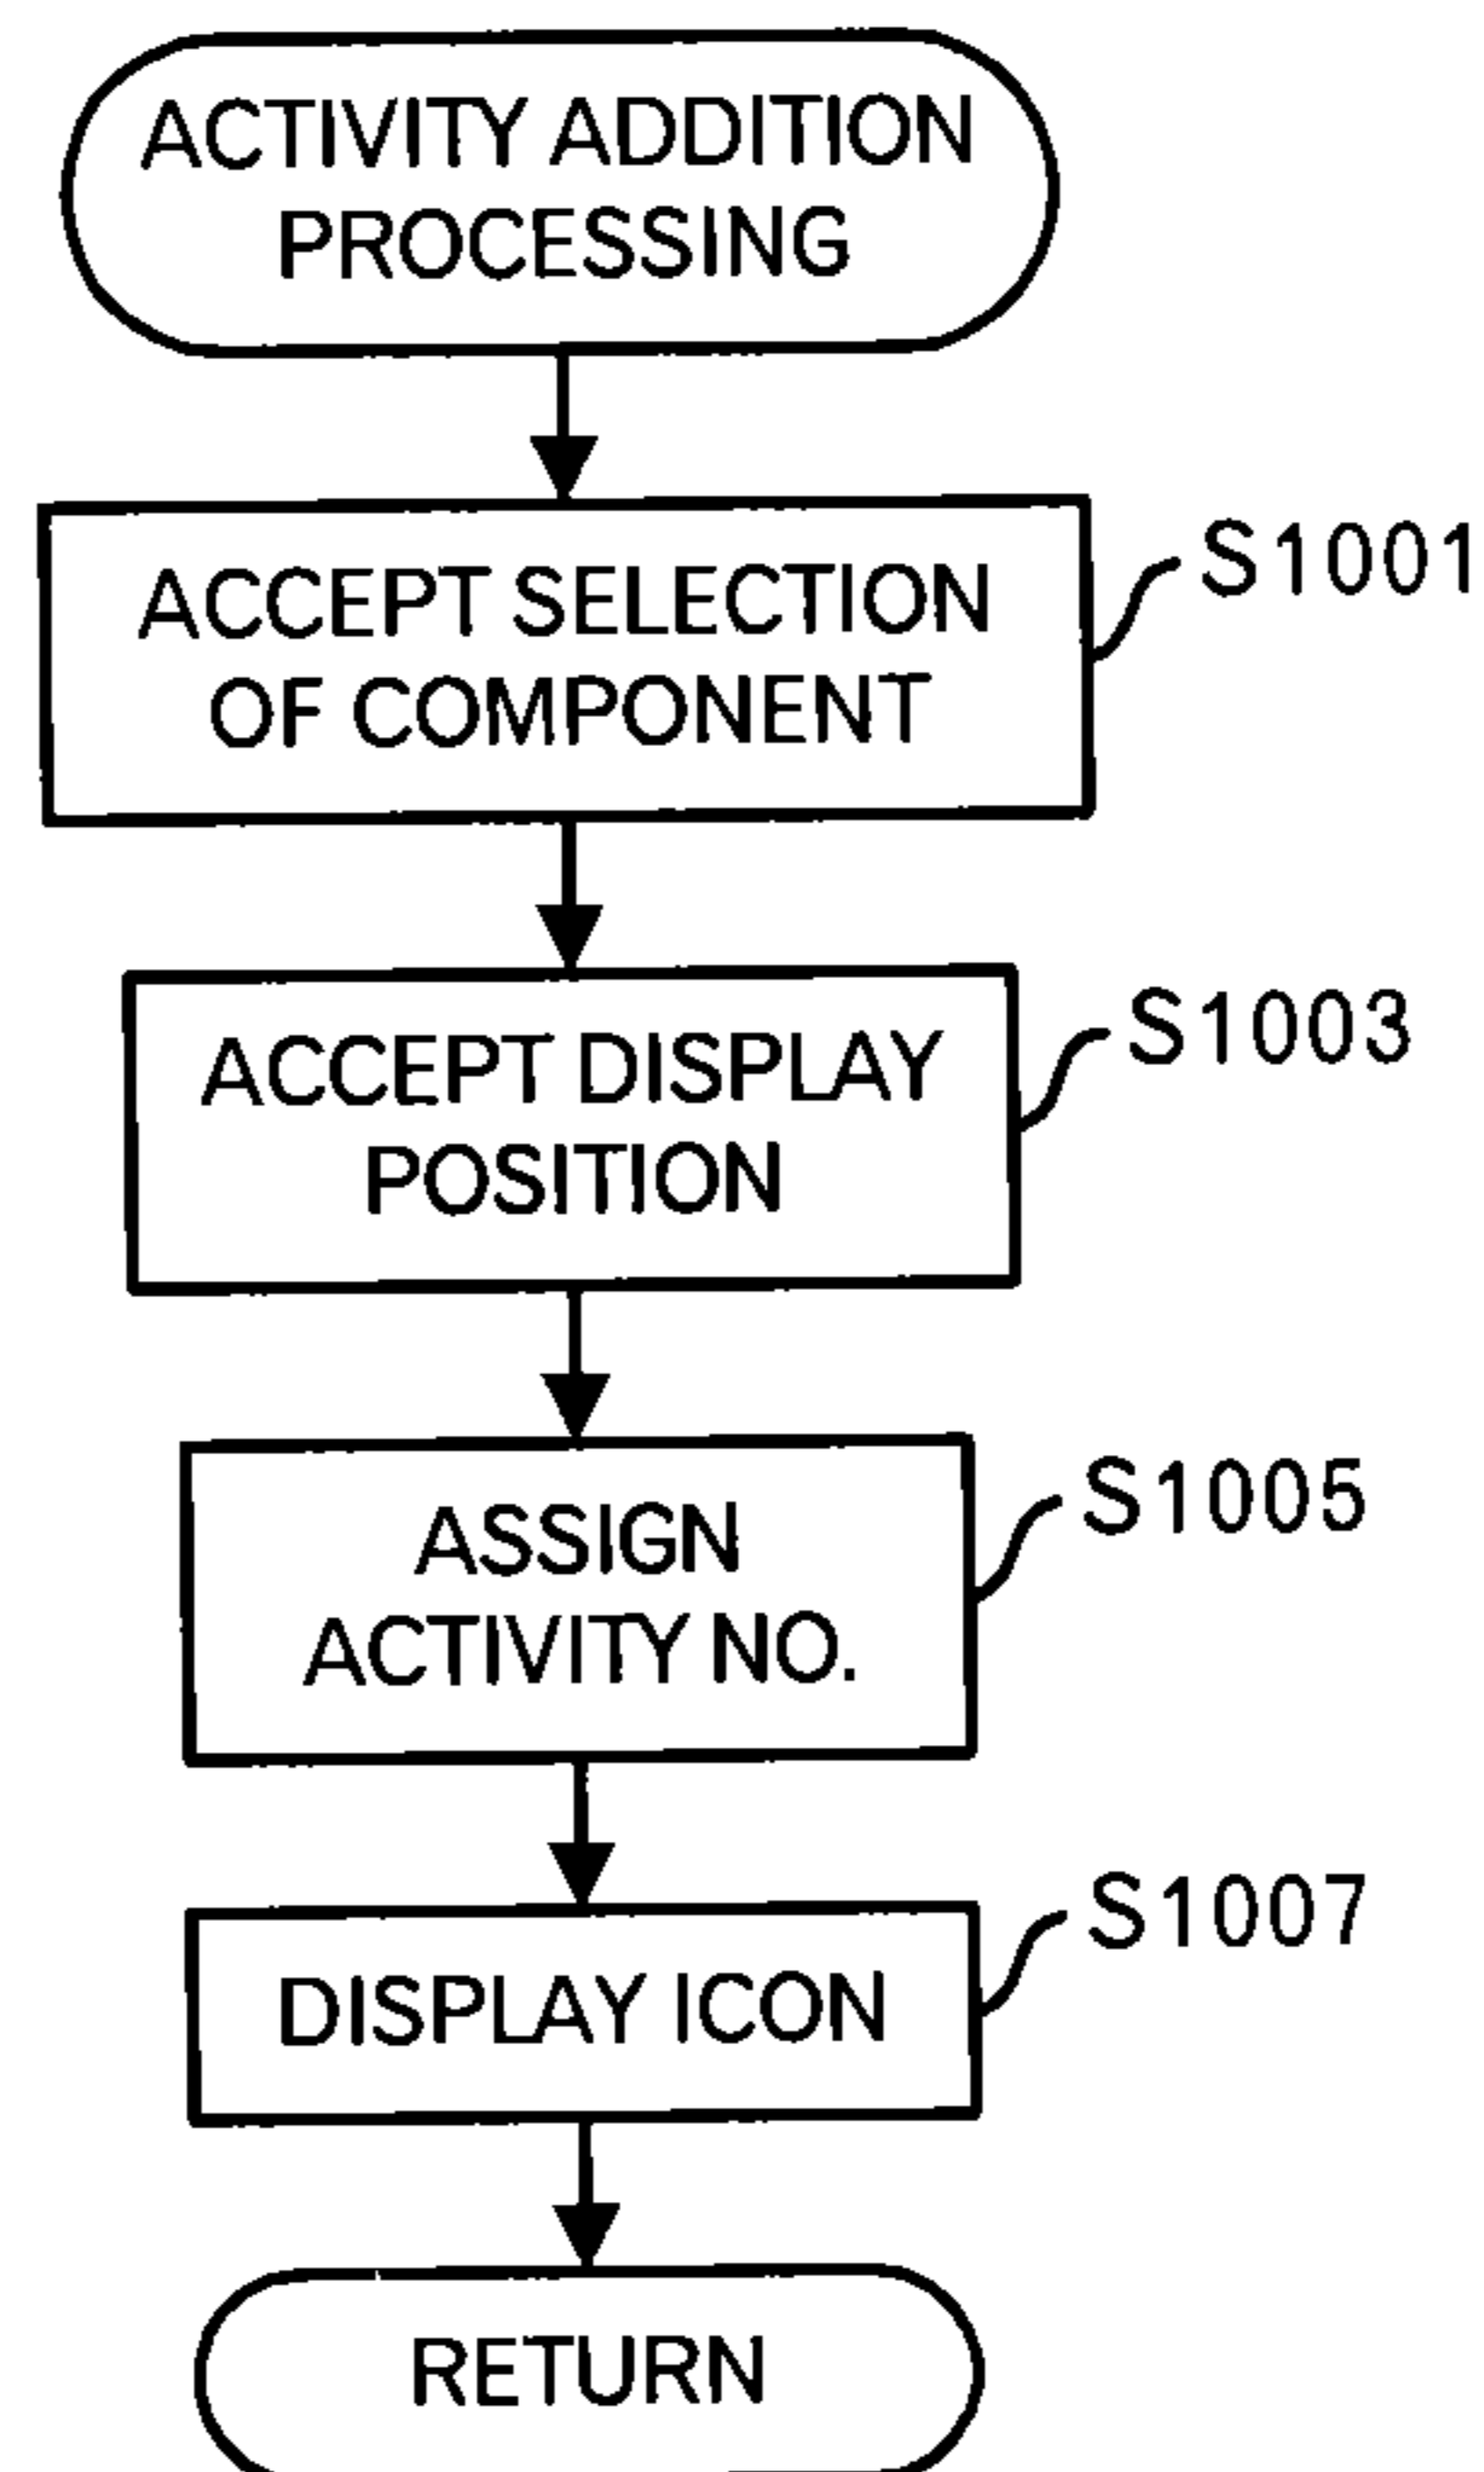 ACTIVITY ADDITION
PROCESSING
ACCEPT SELECTION
OF COMPONENT
S1001
ACCEPT DISPLAY
POSITION
S1003
ASSIGN
ACTIVITY NO.
S1005
DISPLAY ICON
S1007
RETURN